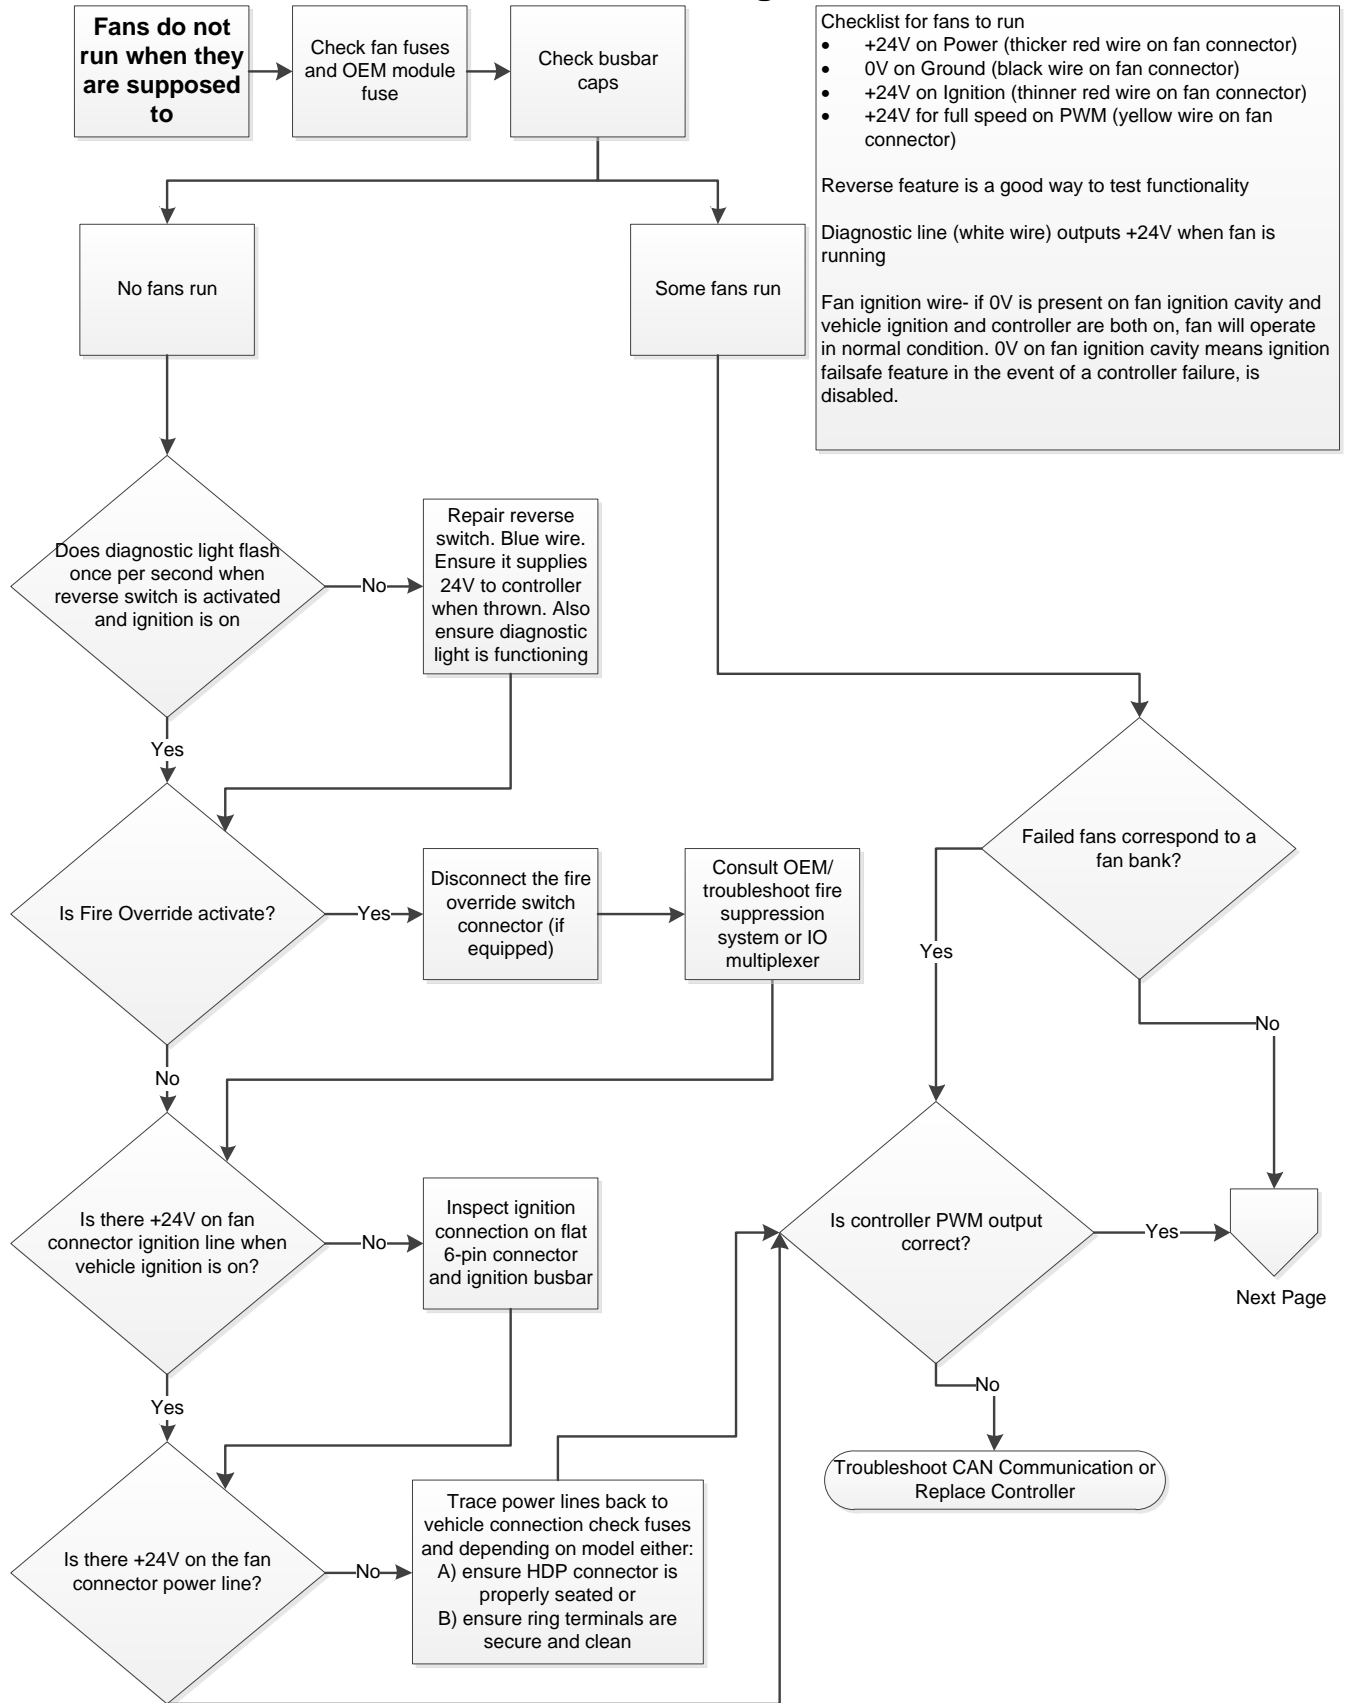 Fans do not
run when they
are supposed
to
Check fan fuses
and OEM module
fuse
Check busbar
caps
Checklist for fans to run
• +24V on Power (thicker red wire on fan connector)
• 0V on Ground (black wire on fan connector)
• +24V on Ignition (thinner red wire on fan connector)
• +24V for full speed on PWM (yellow wire on fan
connector)
Reverse feature is a good way to test functionality
Diagnostic line (white wire) outputs +24V when fan is
running
Fan ignition wire- if 0V is present on fan ignition cavity and
vehicle ignition and controller are both on, fan will operate
in normal condition. 0V on fan ignition cavity means ignition
failsafe feature in the event of a controller failure, is
disabled.
No fans run
Some fans run
Does diagnostic light flash
once per second when
reverse switch is activated
and ignition is on
No
Repair reverse
switch. Blue wire.
Ensure it supplies
24V to controller
when thrown. Also
ensure diagnostic
light is functioning
Yes
Is Fire Override activate?
Yes
Disconnect the fire
override switch
connector (if
equipped)
Consult OEM/
troubleshoot fire
suppression
system or IO
multiplexer
Failed fans correspond to a
fan bank?
Yes
No
No
Is there +24V on fan
connector ignition line when
vehicle ignition is on?
No
Inspect ignition
connection on flat
6-pin connector
and ignition busbar
Is controller PWM output
correct?
Yes
Next Page
No
Troubleshoot CAN Communication or
Replace Controller
Yes
Is there +24V on the fan
connector power line?
No
Trace power lines back to
vehicle connection check fuses
and depending on model either:
A) ensure HDP connector is
properly seated or
B) ensure ring terminals are
secure and clean